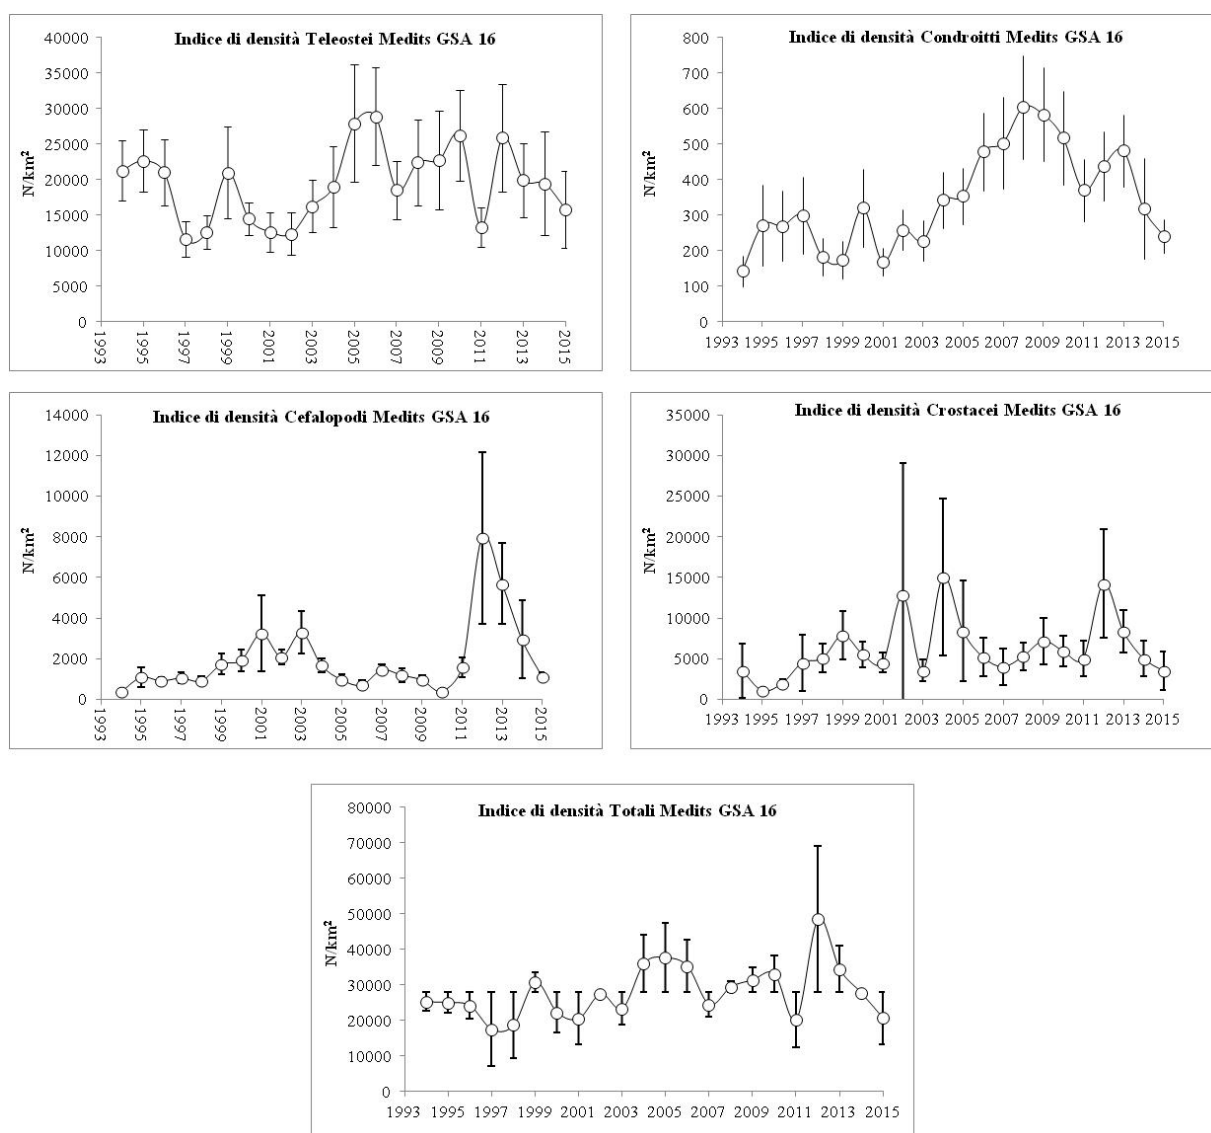 Indice di densità Teleostei Medits GSA 16
N/km²
40000
35000
30000
25000
20000
15000
10000
5000
0
1993 1995 1997 1999 2001 2003 2005 2007 2009 2011 2013 2015
Indice di densità Condroitti Medits GSA 16
N/km²
800
700
600
500
400
300
200
100
0
1993 1995 1997 1999 2001 2003 2005 2007 2009 2011 2013 2015
Indice di densità Cefalopodi Medits GSA 16
N/km²
14000
12000
10000
8000
6000
4000
2000
0
1993 1995 1997 1999 2001 2003 2005 2007 2009 2011 2013 2015
Indice di densità Crostacei Medits GSA 16
N/km²
35000
30000
25000
20000
15000
10000
5000
0
1993 1995 1997 1999 2001 2003 2005 2007 2009 2011 2013 2015
Indice di densità Totali Medits GSA 16
N/km²
80000
70000
60000
50000
40000
30000
20000
10000
0
1993 1995 1997 1999 2001 2003 2005 2007 2009 2011 2013 2015